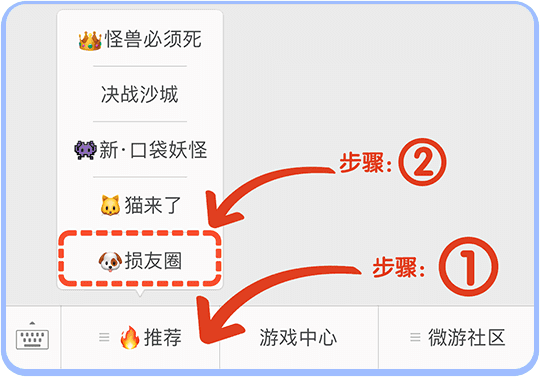 👑怪兽必须死
决战沙城
👾新·口袋妖怪
步骤:②
🐱猫来了
🐶损友圈
步骤:①
≡🔥推荐
游戏中心
≡ 微游社区